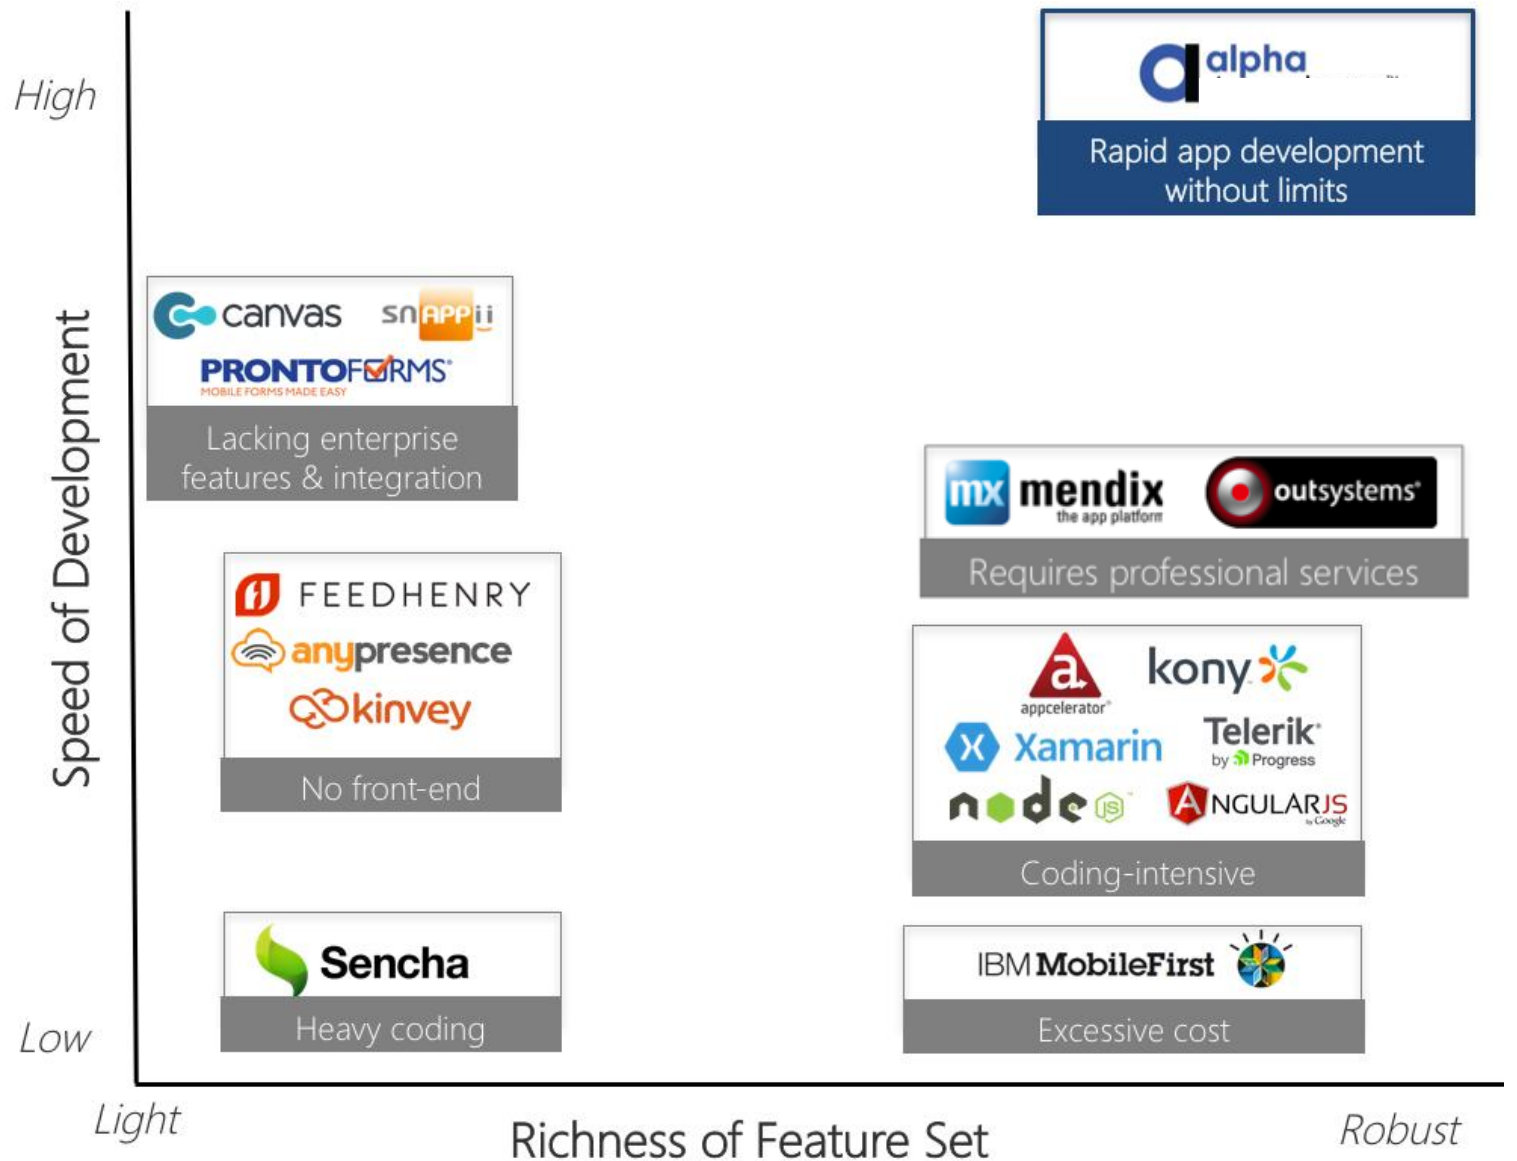 High
alpha
Rapid app development
without limits
canvas snAPPii
PRONTOFORMS®
MOBILE FORMS MADE EASY
Lacking enterprise
features & integration
mx mendix
the app platform
outsystems®
Requires professional services
Speed of Development
FEEDHENRY
anypresence
kinvey
No front-end
a
appcelerator®
kony
Xamarin
Telerik®
by Progress
node JS™
ANGULARJS
by Google
Coding-intensive
Sencha
Heavy coding
IBM MobileFirst
Excessive cost
Low
Light
Richness of Feature Set
Robust